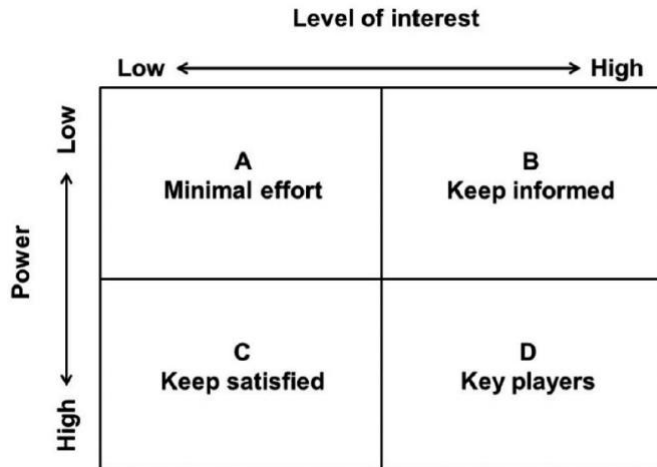 Level of interest
Low
High
Low
Power
High
A
Minimal effort
B
Keep informed
C
Keep satisfied
D
Key players